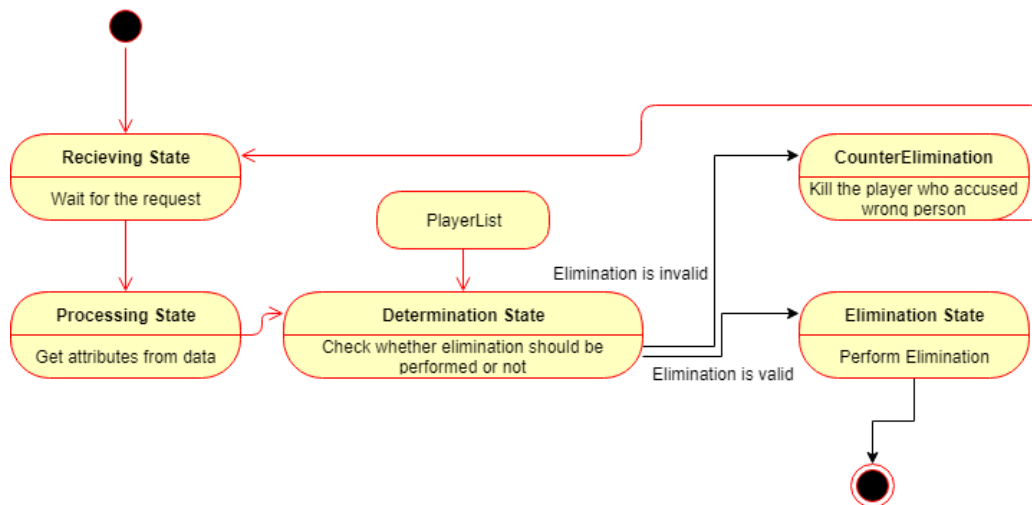 Recieving State
Wait for the request
CounterElimination
Kill the player who accused
wrong person
PlayerList
Elimination is invalid
Processing State
Get attributes from data
Determination State
Check whether elimination should be
performed or not
Elimination State
Perform Elimination
Elimination is valid